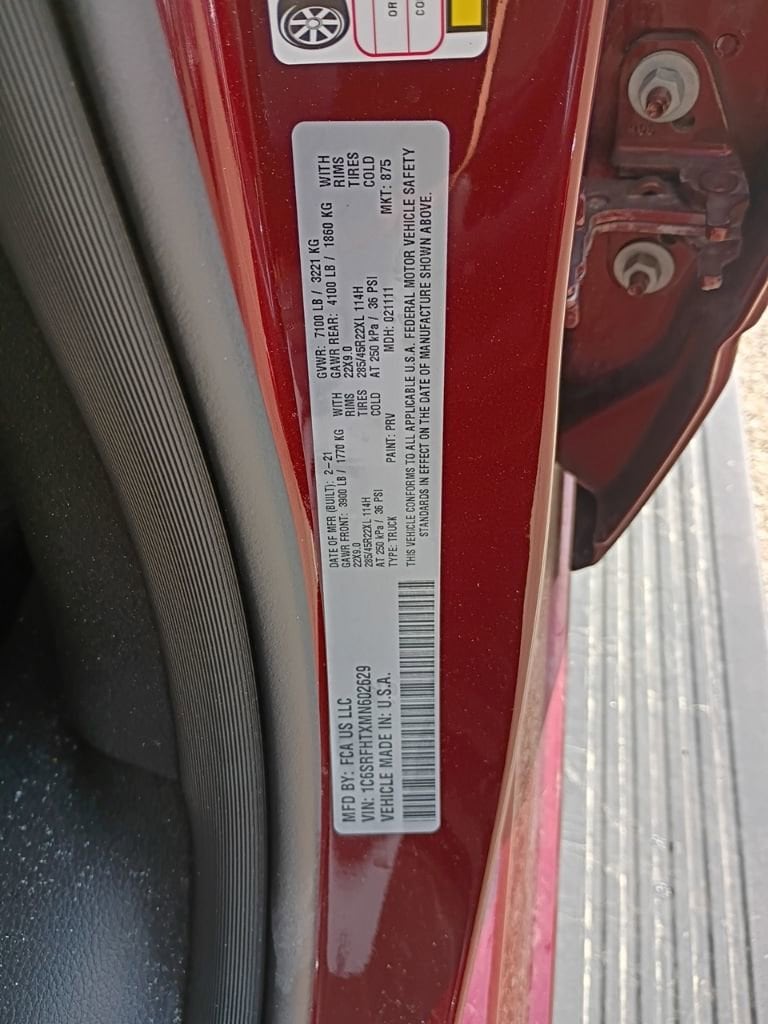 OR
CO
MFD BY: FCA US LLC
VIN: 1C6SRFHTXMN602629
VEHICLE MADE IN: U.S.A.
DATE OF MFR (BUILT): 2-21
GAWR FRONT: 3900 LB / 1770 KG WITH
22X9.0 RIMS
285/45R22XL 114H TIRES
AT 250 kPa / 36 PSI COLD
TYPE: TRUCK PAINT: PRV
GVWR: 7100 LB / 3221 KG
GAWR REAR: 4100 LB / 1860 KG WITH
22X9.0 RIMS
285/45R22XL 114H TIRES
AT 250 kPa / 36 PSI COLD
MDH: 021111 MKT: 875
THIS VEHICLE CONFORMS TO ALL APPLICABLE U.S.A. FEDERAL MOTOR VEHICLE SAFETY
STANDARDS IN EFFECT ON THE DATE OF MANUFACTURE SHOWN ABOVE.